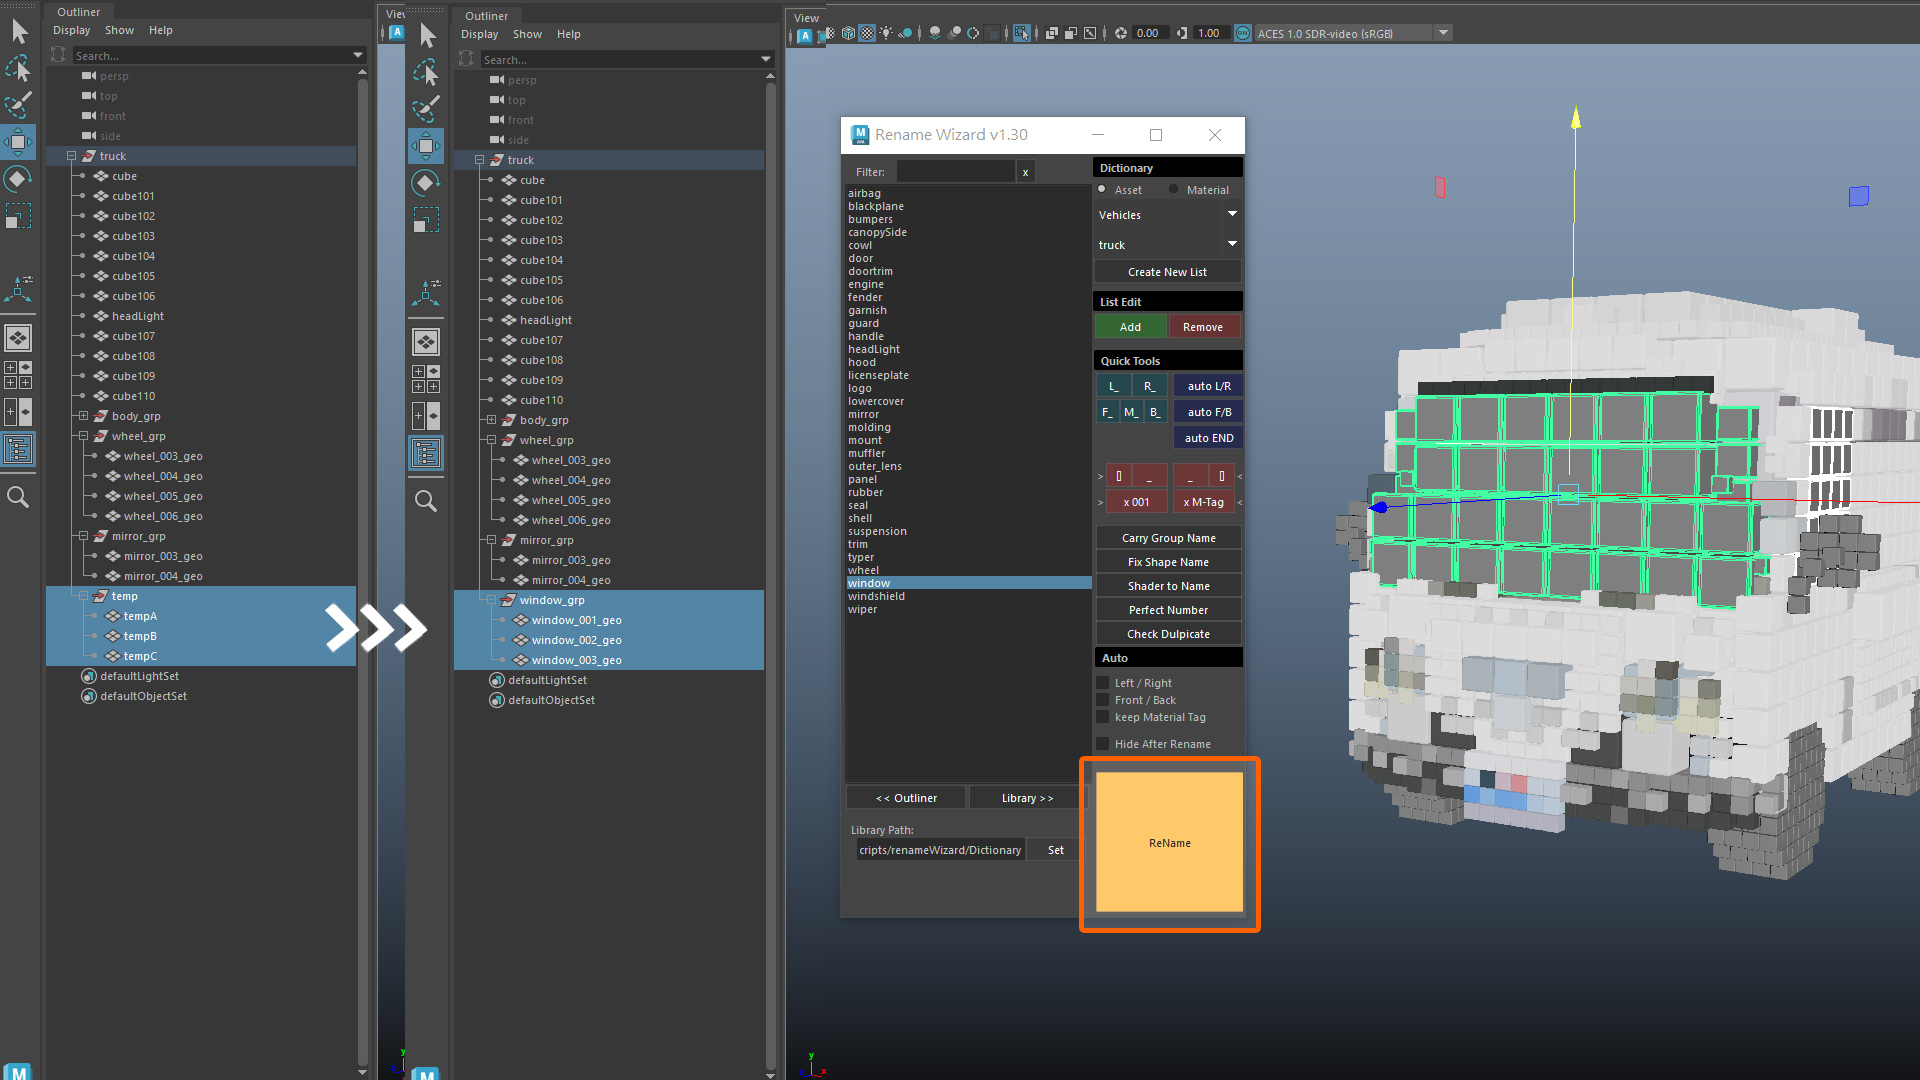 Outliner
Display Show Help
Search...
persp
top
front
side
truck
cube
cube101
cube102
cube103
cube104
cube105
cube106
headLight
cube107
cube108
cube109
cube110
body_grp
wheel_grp
wheel_003_geo
wheel_004_geo
wheel_005_geo
wheel_006_geo
mirror_grp
mirror_003_geo
mirror_004_geo
temp
tempA
tempB
tempC
defaultLightSet
defaultObjectSet
M
Outliner
Display Show Help
Search...
persp
top
front
side
truck
cube
cube101
cube102
cube103
cube104
cube105
cube106
headLight
cube107
cube108
cube109
cube110
body_grp
wheel_grp
wheel_003_geo
wheel_004_geo
wheel_005_geo
wheel_006_geo
mirror_grp
mirror_003_geo
mirror_004_geo
window_grp
window_001_geo
window_002_geo
window_003_geo
defaultLightSet
defaultObjectSet
M
View
A
0.00
1.00
ON
ACES 1.0 SDR-video (sRGB)
Rename Wizard v1.30
Filter:
x
airbag
blackplane
bumpers
canopySide
cowl
door
doortrim
engine
fender
garnish
guard
handle
headLight
hood
licenseplate
logo
lowercover
mirror
molding
mount
muffler
outer_lens
panel
rubber
seal
shell
suspension
trim
typer
wheel
window
windshield
wiper
<< Outliner
Library >>
Library Path:
cripts/renameWizard/Dictionary
Set
Dictionary
Asset
Material
Vehicles
truck
Create New List
List Edit
Add
Remove
Quick Tools
L_ R_ auto L/R
F_ M_ B_ auto F/B
auto END
> [] _ _ [] <
> x 001 x M-Tag <
Carry Group Name
Fix Shape Name
Shader to Name
Perfect Number
Check Dulpicate
Auto
Left / Right
Front / Back
keep Material Tag
Hide After Rename
ReName
y
x